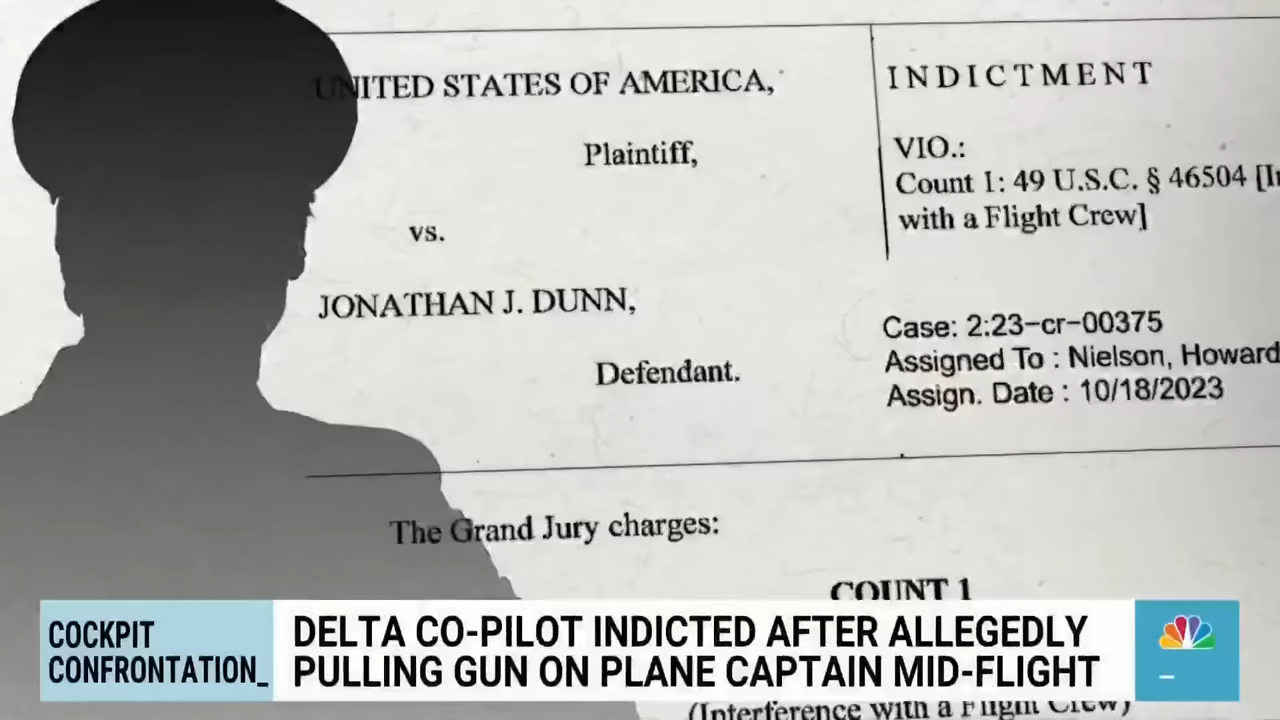 UNITED STATES OF AMERICA,
Plaintiff,
vs.
JONATHAN J. DUNN,
Defendant.
INDICTMENT
VIO.:
Count 1: 49 U.S.C. § 46504 [In
with a Flight Crew]
Case: 2:23-cr-00375
Assigned To : Nielson, Howard
Assign. Date : 10/18/2023
The Grand Jury charges:
COUNT 1
(Interference with a Flight Crew)
COCKPIT
CONFRONTATION_
DELTA CO-PILOT INDICTED AFTER ALLEGEDLY
PULLING GUN ON PLANE CAPTAIN MID-FLIGHT